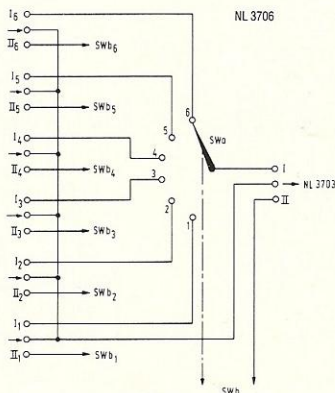 I6
NL 3706
II6
SWb6
6
SWa
I5
II5
SWb5
5
I4
4
II4
SWb4
I
NL 3703
II
I3
3
II3
SWb3
2
1
I2
II2
SWb2
I1
II1
SWb1
SWb